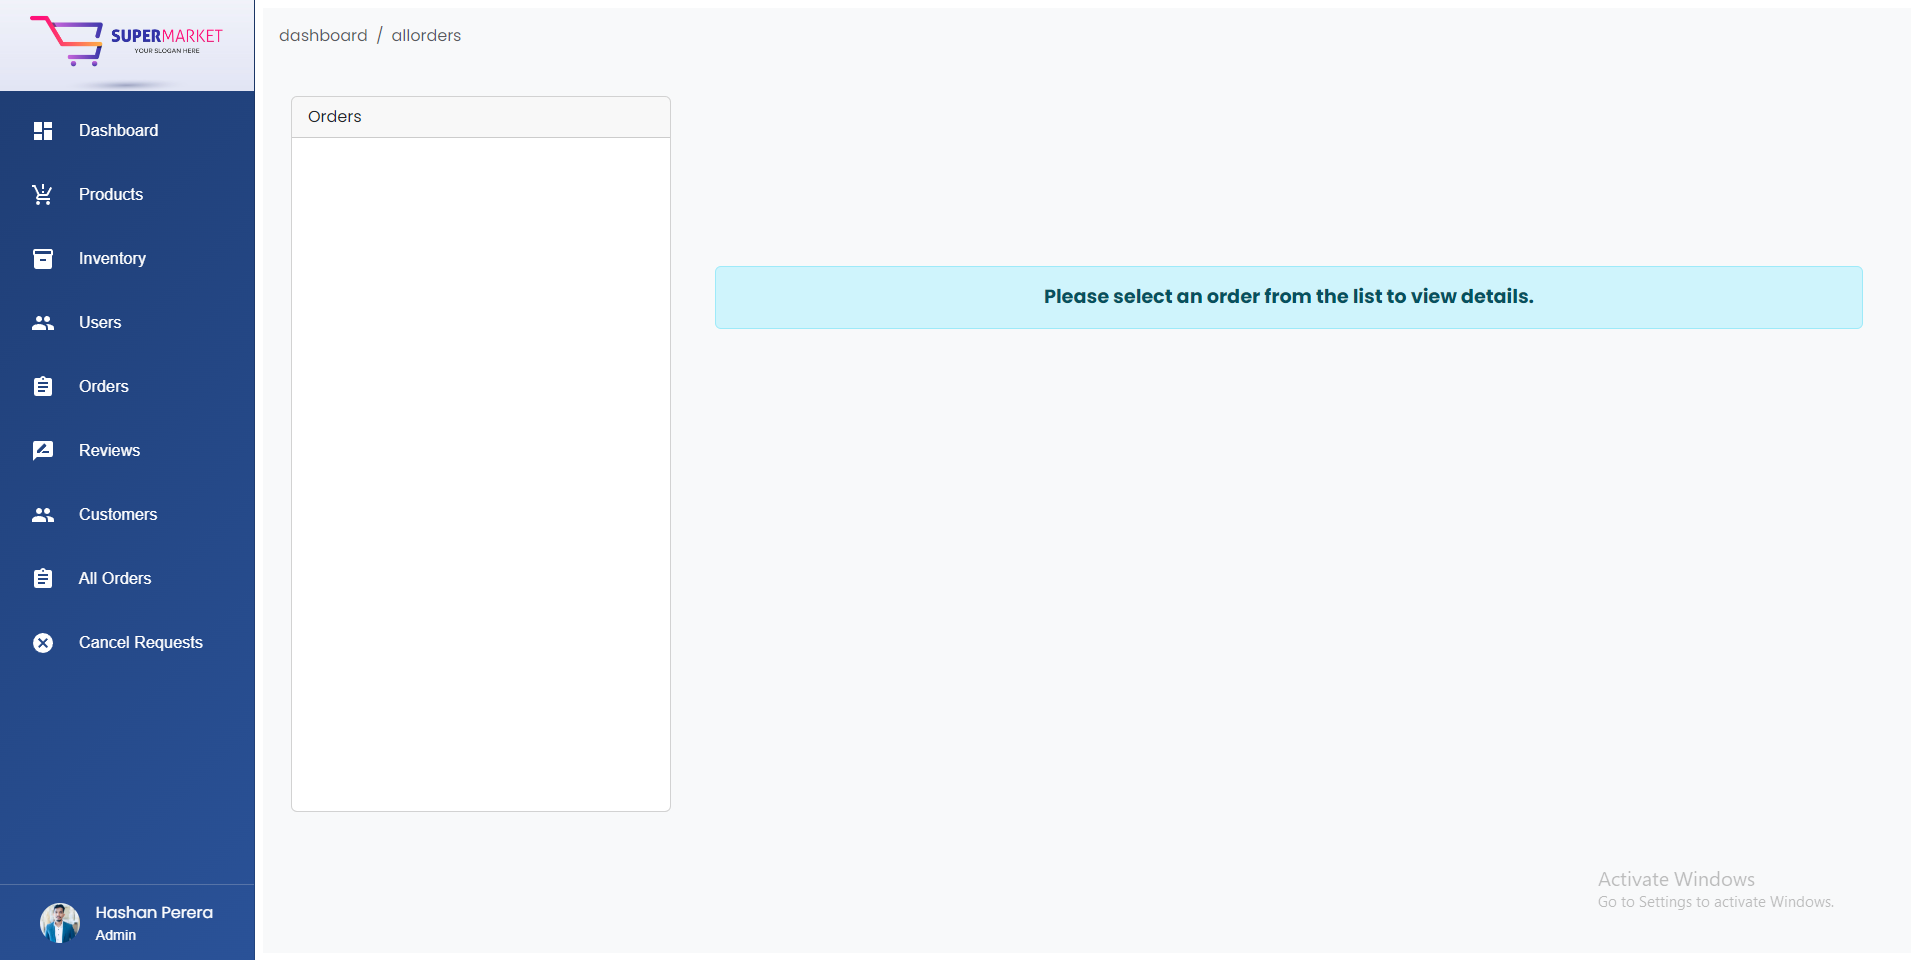 SUPERMARKET
YOUR SLOGAN HERE
Dashboard
Products
Inventory
Users
Orders
Reviews
Customers
All Orders
Cancel Requests
Hashan Perera
Admin
dashboard / allorders
Orders
Please select an order from the list to view details.
Activate Windows
Go to Settings to activate Windows.